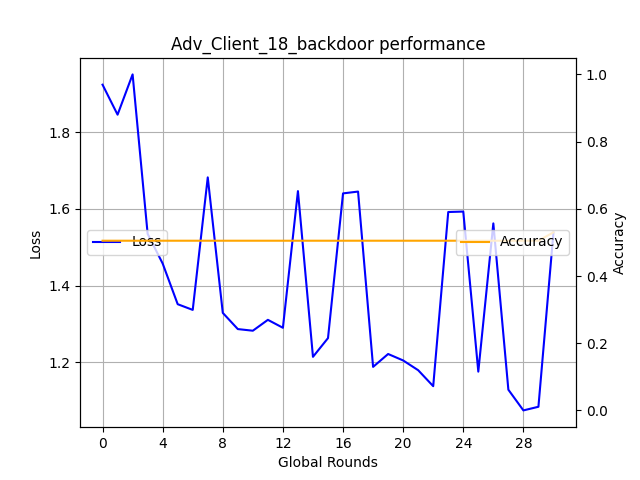 Adv_Client_18_backdoor performance
1.8
1.6
1.4
1.2
Loss
1.0
0.8
0.6
0.4
0.2
0.0
Accuracy
Loss
Accuracy
0 4 8 12 16 20 24 28
Global Rounds